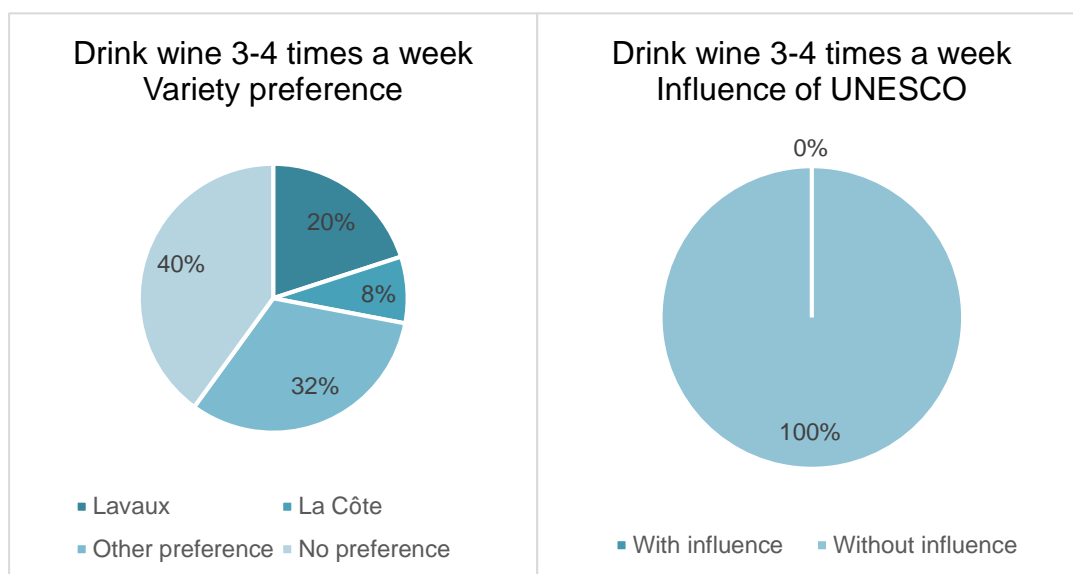 Drink wine 3-4 times a week
Variety preference
20%
8%
32%
40%
Lavaux
La Côte
Other preference
No preference
Drink wine 3-4 times a week
Influence of UNESCO
0%
100%
With influence
Without influence